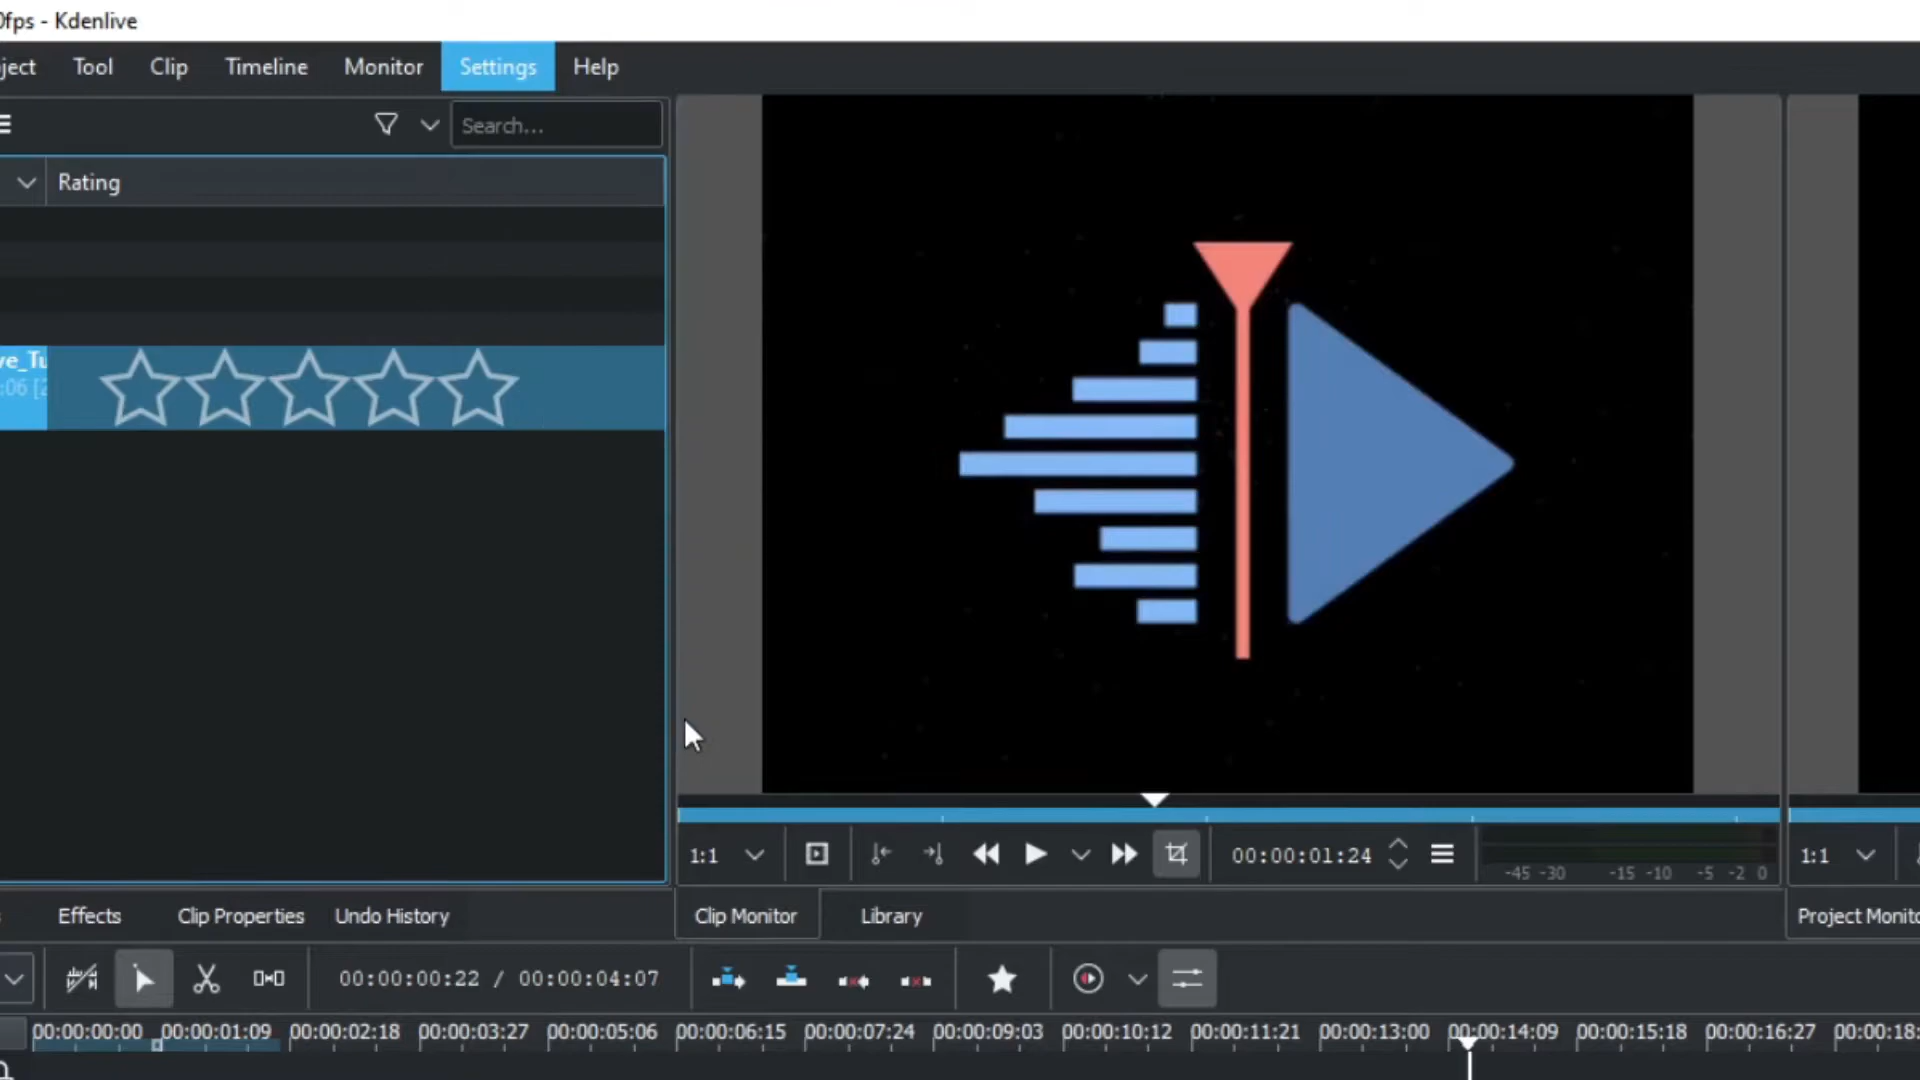 0fps - Kdenlive
ject Tool Clip Timeline Monitor Settings Help
Search...
Rating
ve_Tu
:06 [2
1:1 00:00:01:24 -45 -30 -15 -10 -5 -2 0 1:1
Effects Clip Properties Undo History Clip Monitor Library Project Monito
00:00:00:22 / 00:00:04:07
00:00:00:00 00:00:01:09 00:00:02:18 00:00:03:27 00:00:05:06 00:00:06:15 00:00:07:24 00:00:09:03 00:00:10:12 00:00:11:21 00:00:13:00 00:00:14:09 00:00:15:18 00:00:16:27 00:00:18: